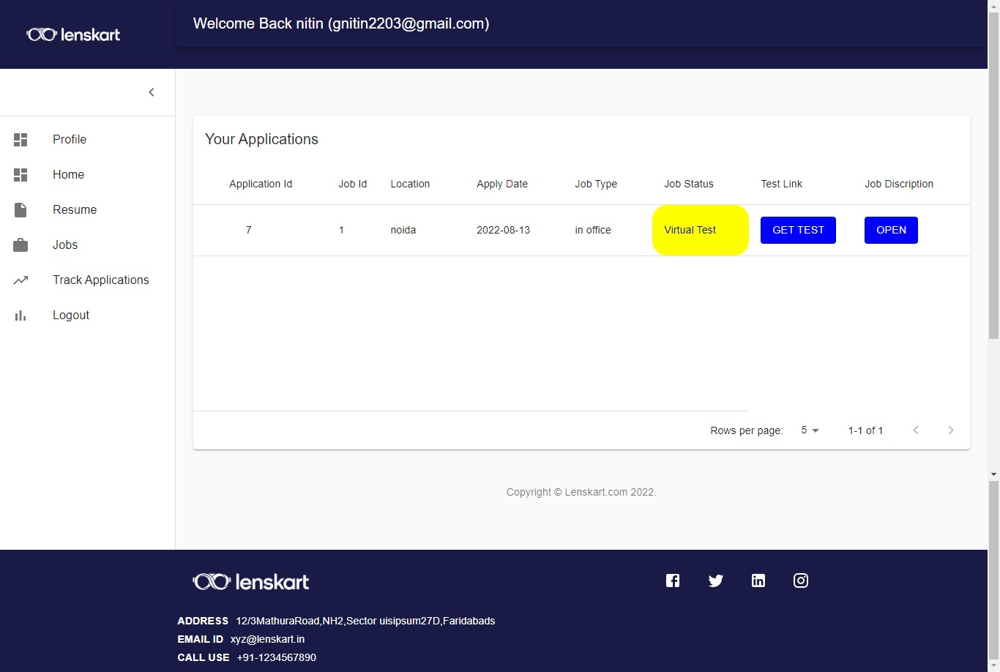 lenskart
Welcome Back nitin (gnitin2203@gmail.com)
Profile
Home
Resume
Jobs
Track Applications
Logout
Your Applications
Application Id Job Id Location Apply Date Job Type Job Status Test Link Job Discription
7 1 noida 2022-08-13 in office Virtual Test GET TEST OPEN
Rows per page: 5 1-1 of 1
Copyright © Lenskart.com 2022.
lenskart
ADDRESS 12/3MathuraRoad,NH2,Sector uisipsum27D,Faridabads
EMAIL ID xyz@lenskart.in
CALL USE +91-1234567890